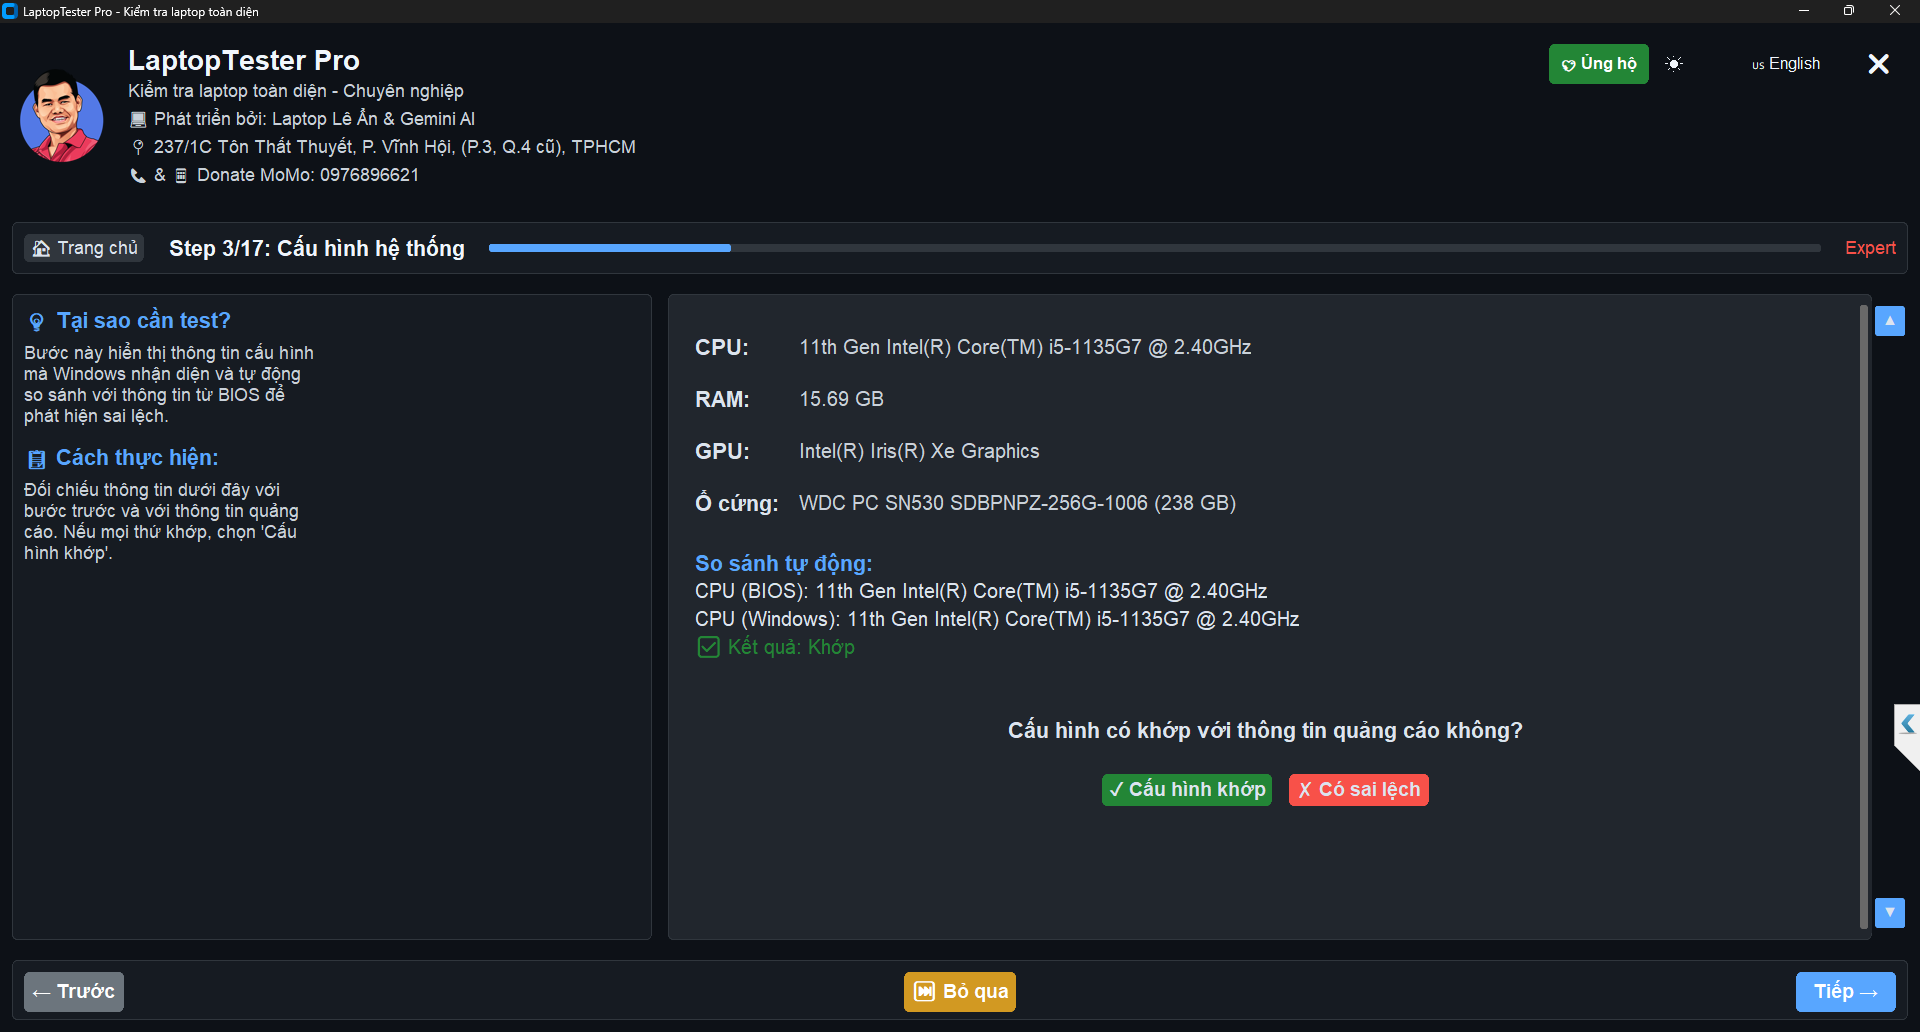 LaptopTester Pro - Kiểm tra laptop toàn diện
LaptopTester Pro
Kiểm tra laptop toàn diện - Chuyên nghiệp
Phát triển bởi: Laptop Lê Ẩn & Gemini AI
237/1C Tôn Thất Thuyết, P. Vĩnh Hội, (P.3, Q.4 cũ), TPHCM
& Donate MoMo: 0976896621
Ủng hộ
us English
Trang chủ
Step 3/17: Cấu hình hệ thống
Expert
Tại sao cần test?
Bước này hiển thị thông tin cấu hình
mà Windows nhận diện và tự động
so sánh với thông tin từ BIOS để
phát hiện sai lệch.
Cách thực hiện:
Đối chiếu thông tin dưới đây với
bước trước và với thông tin quảng
cáo. Nếu mọi thứ khớp, chọn 'Cấu
hình khớp'.
CPU: 11th Gen Intel(R) Core(TM) i5-1135G7 @ 2.40GHz
RAM: 15.69 GB
GPU: Intel(R) Iris(R) Xe Graphics
Ổ cứng: WDC PC SN530 SDBPNPZ-256G-1006 (238 GB)
So sánh tự động:
CPU (BIOS): 11th Gen Intel(R) Core(TM) i5-1135G7 @ 2.40GHz
CPU (Windows): 11th Gen Intel(R) Core(TM) i5-1135G7 @ 2.40GHz
Kết quả: Khớp
Cấu hình có khớp với thông tin quảng cáo không?
✓ Cấu hình khớp
✗ Có sai lệch
← Trước
Bỏ qua
Tiếp →